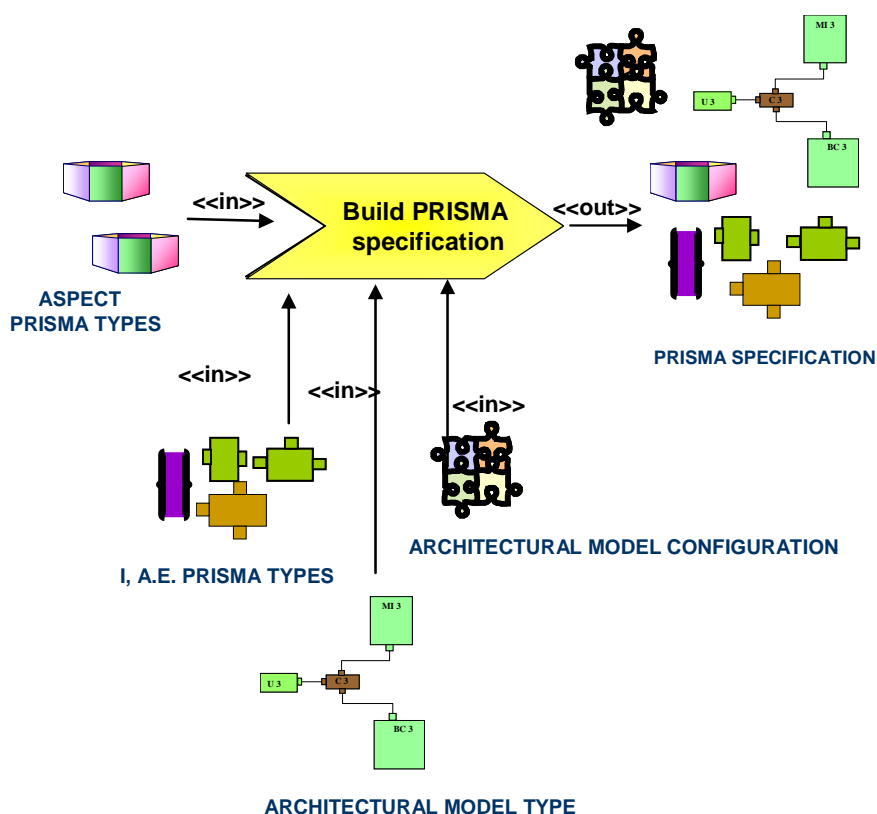 MI 3
U 3
C 3
BC 3
<<in>>
Build PRISMA
specification
<<out>>
ASPECT
PRISMA TYPES
PRISMA SPECIFICATION
<<in>>
<<in>>
<<in>>
ARCHITECTURAL MODEL CONFIGURATION
I, A.E. PRISMA TYPES
MI 3
U 3
C 3
BC 3
ARCHITECTURAL MODEL TYPE